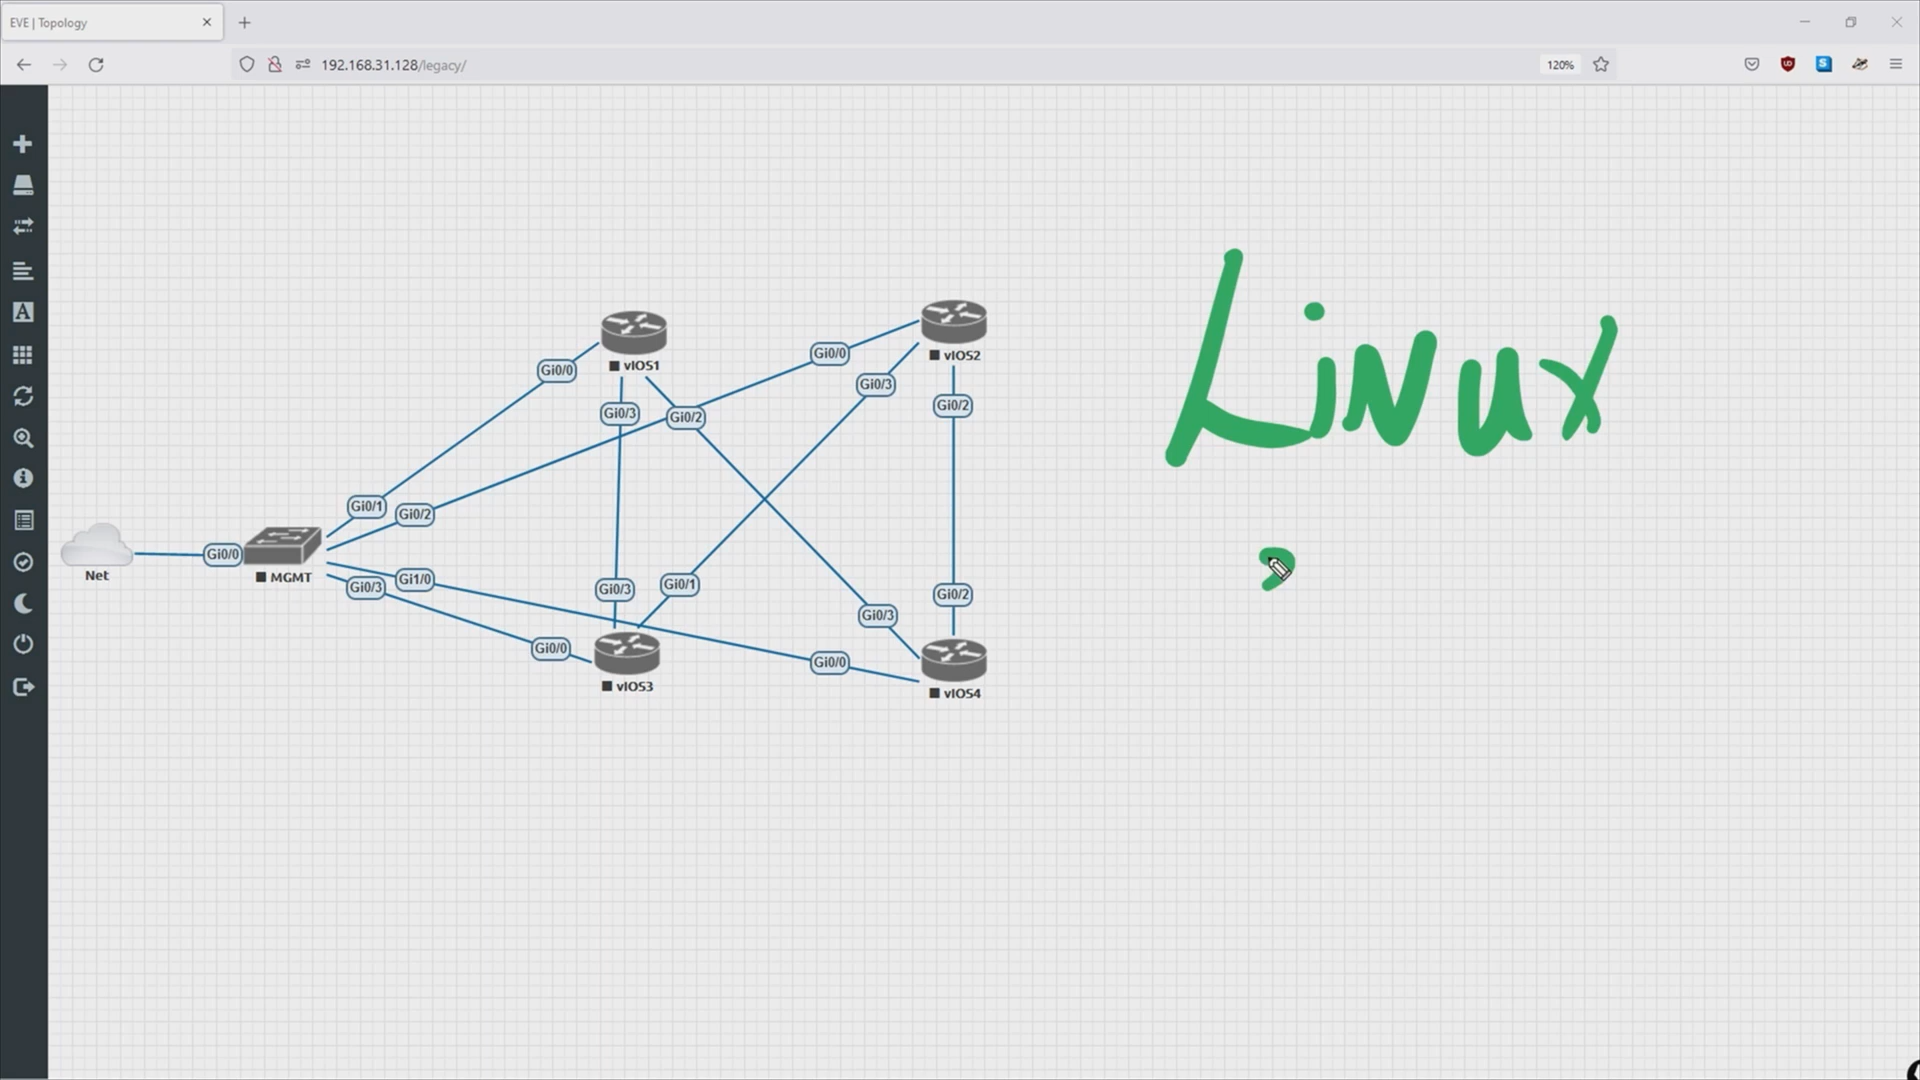 EVE | Topology
192.168.31.128/legacy/
120%
Linux
vIOS1
vIOS2
Gi0/0
Gi0/0
Gi0/3
Gi0/3
Gi0/2
Gi0/2
Gi0/1
Gi0/2
Net
Gi0/0
MGMT
Gi0/3
Gi1/0
Gi0/3
Gi0/1
Gi0/2
Gi0/3
Gi0/0
Gi0/0
vIOS3
vIOS4